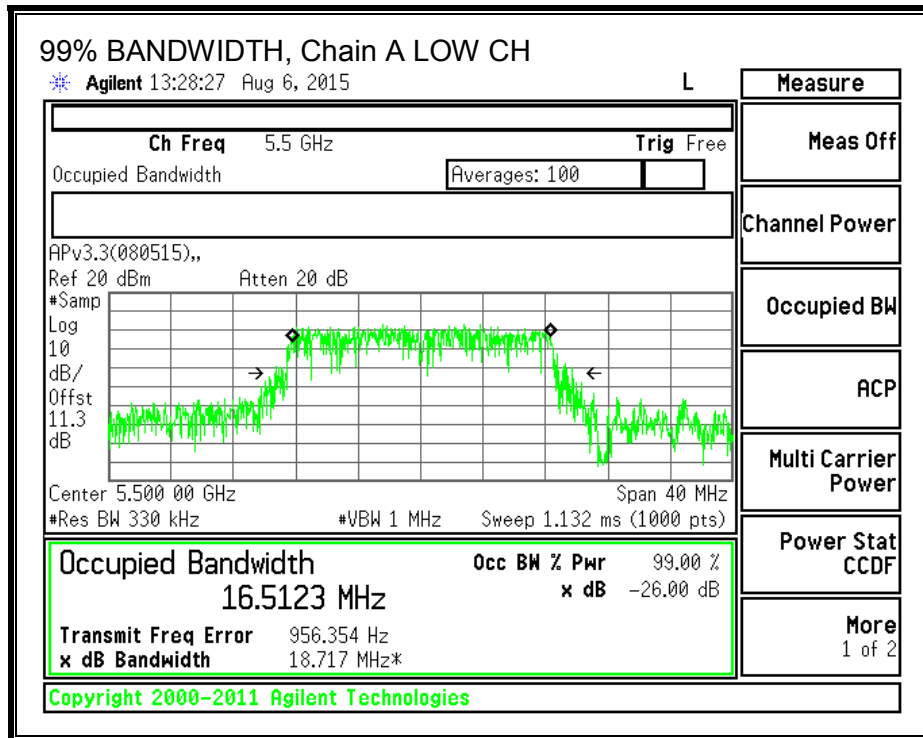 99% BANDWIDTH, Chain A LOW CH
Agilent 13:28:27 Aug 6, 2015 L
Measure
Ch Freq 5.5 GHz Trig Free
Occupied Bandwidth Averages: 100
APv3.3(080515),,
Ref 20 dBm Atten 20 dB
#Samp
Log
10
dB/
Offst
11.3
dB
Center 5.500 00 GHz Span 40 MHz
#Res BW 330 kHz #VBW 1 MHz Sweep 1.132 ms (1000 pts)
Occupied Bandwidth Occ BW % Pwr 99.00 %
16.5123 MHz x dB -26.00 dB
Transmit Freq Error 956.354 Hz
x dB Bandwidth 18.717 MHz*
Meas Off
Channel Power
Occupied BW
ACP
Multi Carrier
Power
Power Stat
CCDF
More
1 of 2
Copyright 2000-2011 Agilent Technologies